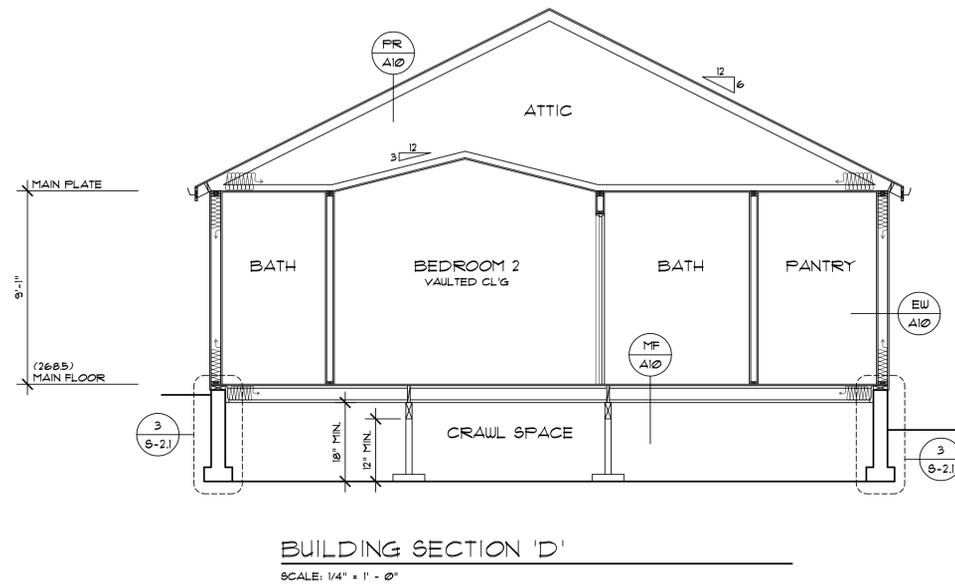 PR
A10
12
6
ATTIC
12
3
MAIN PLATE
BATH
BEDROOM 2
VAULTED CL'G
BATH
PANTRY
9'-1"
EW
A10
MF
A10
(268.5)
MAIN FLOOR
3
S-2.1
18" MIN.
12" MIN.
CRAWL SPACE
3
S-2.1
BUILDING SECTION 'D'
SCALE: 1/4" = 1' - 0"